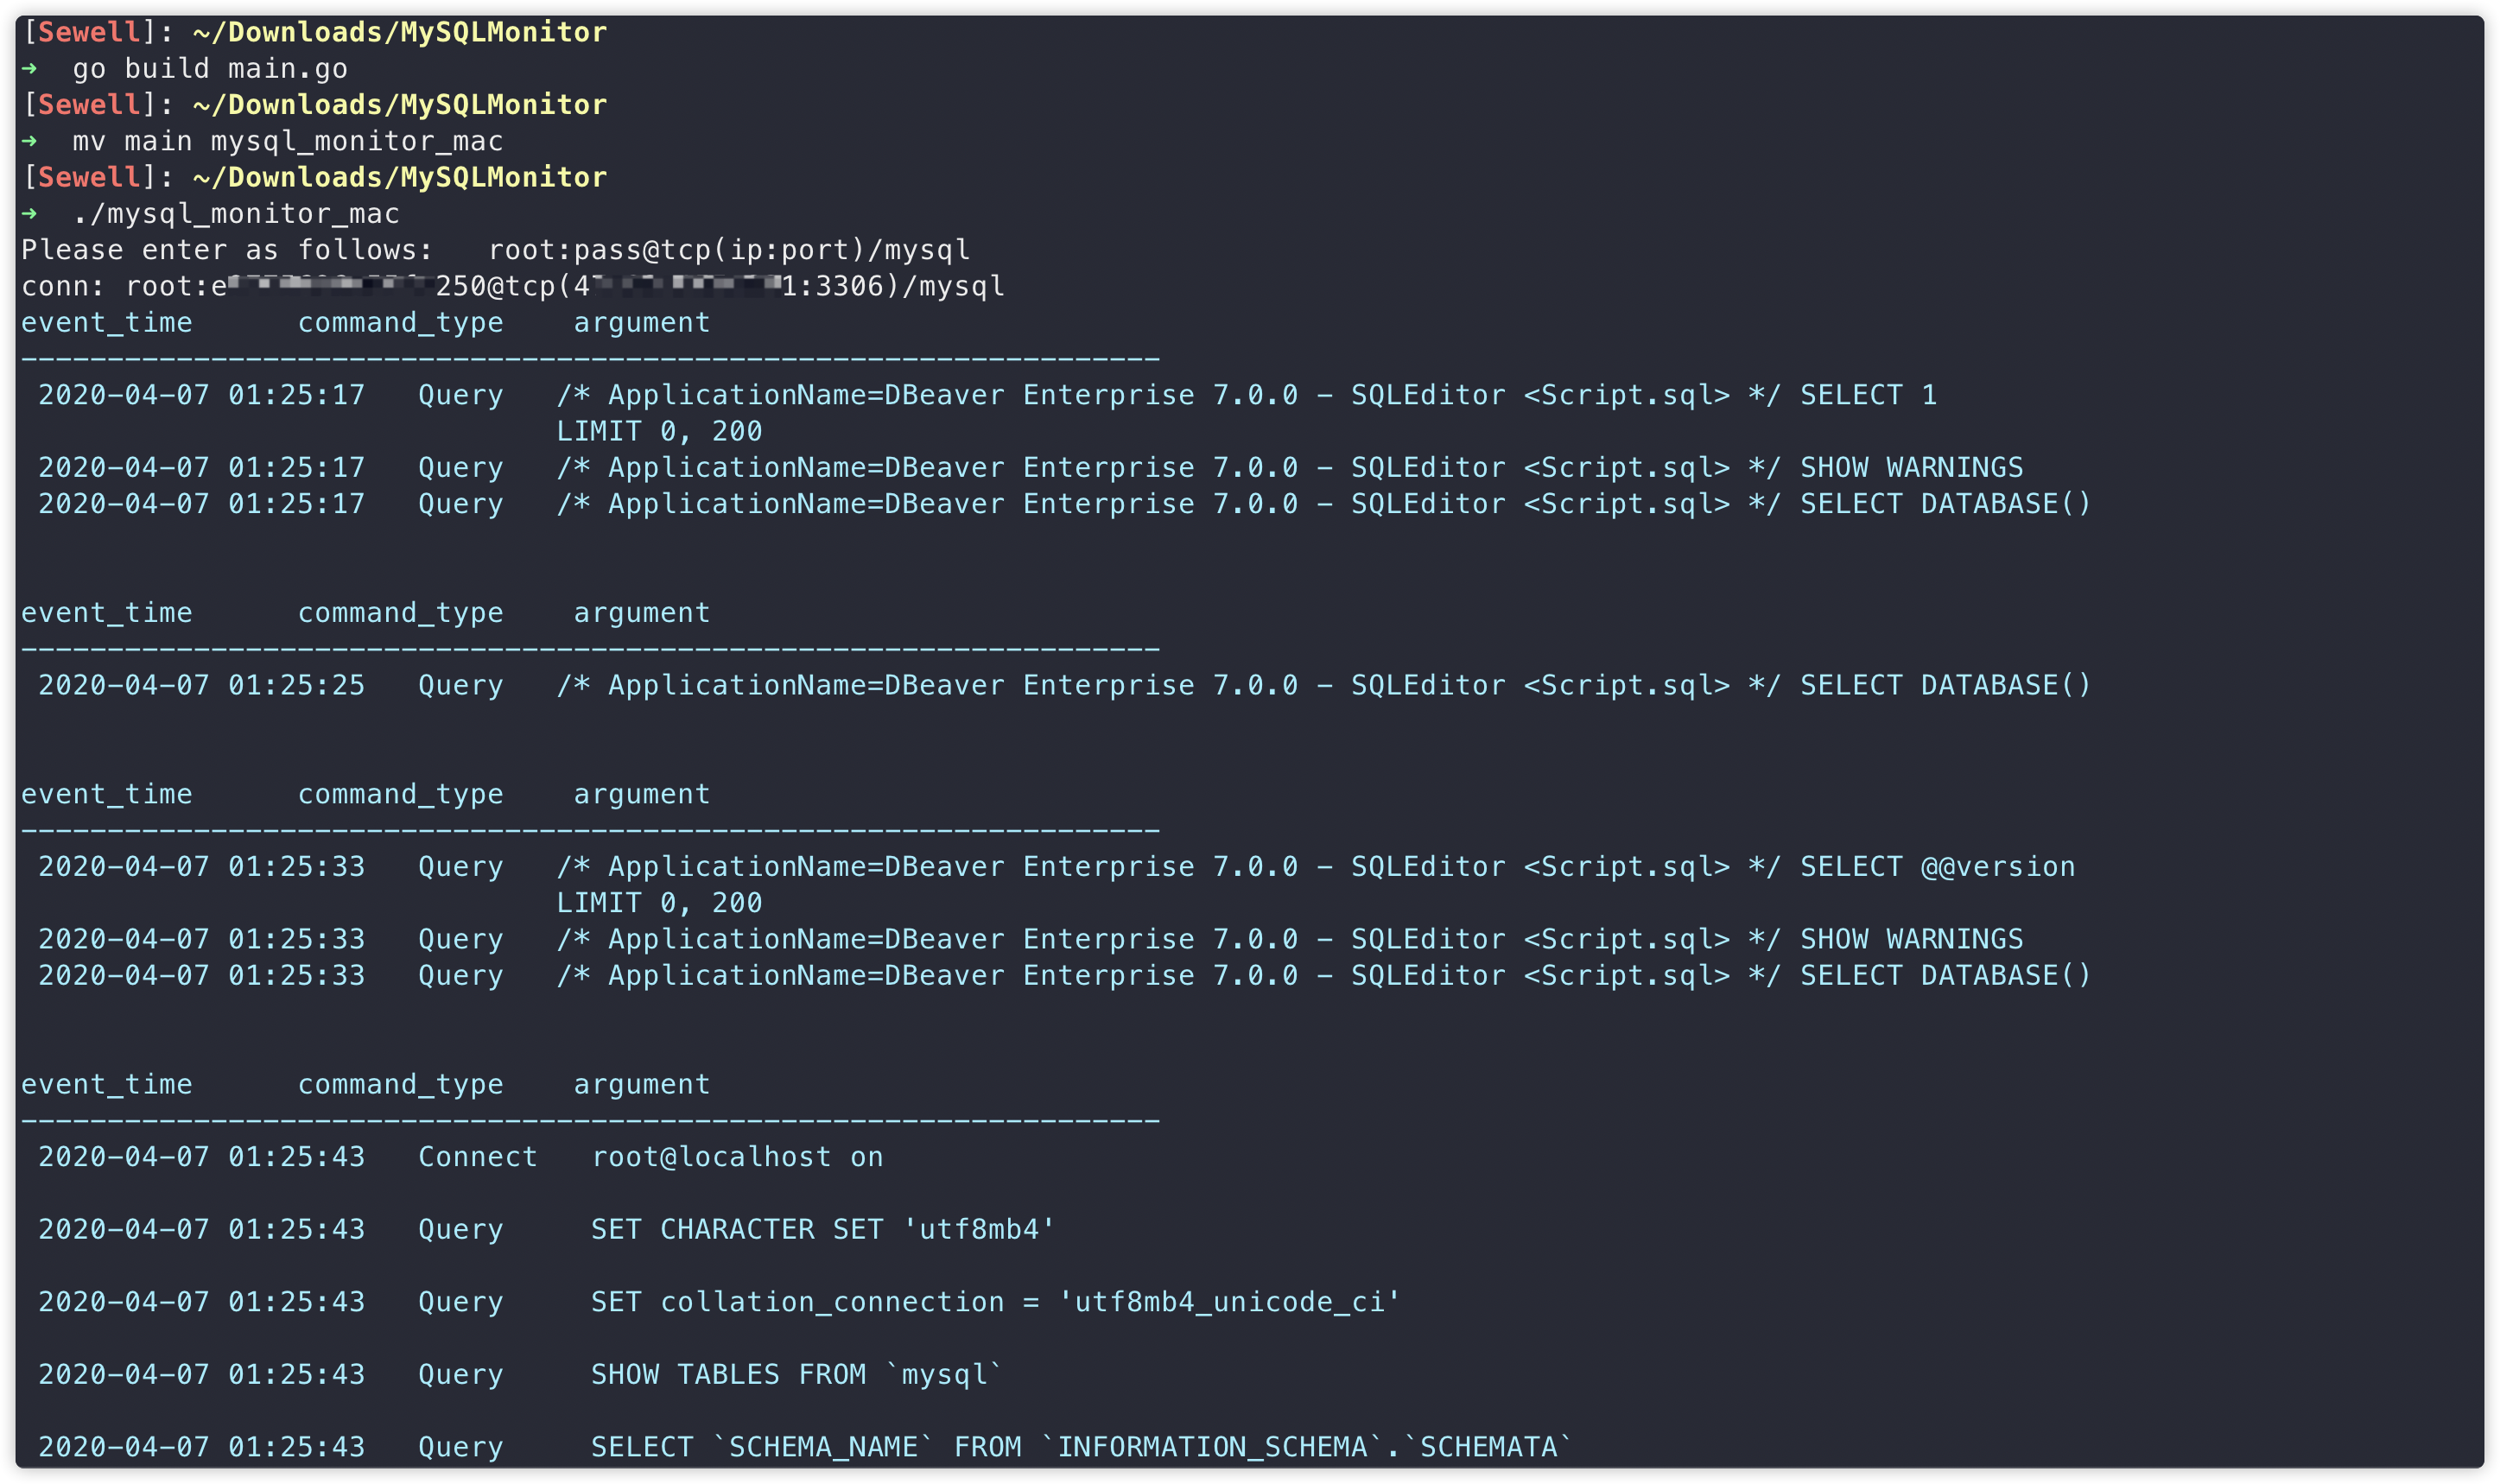 [Sewell]: ~/Downloads/MySQLMonitor
➜  go build main.go
[Sewell]: ~/Downloads/MySQLMonitor
➜  mv main mysql_monitor_mac
[Sewell]: ~/Downloads/MySQLMonitor
➜  ./mysql_monitor_mac
Please enter as follows:   root:pass@tcp(ip:port)/mysql
conn: root:e 250@tcp(4 1:3306)/mysql
event_time      command_type    argument
------------------------------------------------------------------
 2020-04-07 01:25:17   Query   /* ApplicationName=DBeaver Enterprise 7.0.0 - SQLEditor <Script.sql> */ SELECT 1
                               LIMIT 0, 200
 2020-04-07 01:25:17   Query   /* ApplicationName=DBeaver Enterprise 7.0.0 - SQLEditor <Script.sql> */ SHOW WARNINGS
 2020-04-07 01:25:17   Query   /* ApplicationName=DBeaver Enterprise 7.0.0 - SQLEditor <Script.sql> */ SELECT DATABASE()
event_time      command_type    argument
------------------------------------------------------------------
 2020-04-07 01:25:25   Query   /* ApplicationName=DBeaver Enterprise 7.0.0 - SQLEditor <Script.sql> */ SELECT DATABASE()
event_time      command_type    argument
------------------------------------------------------------------
 2020-04-07 01:25:33   Query   /* ApplicationName=DBeaver Enterprise 7.0.0 - SQLEditor <Script.sql> */ SELECT @@version
                               LIMIT 0, 200
 2020-04-07 01:25:33   Query   /* ApplicationName=DBeaver Enterprise 7.0.0 - SQLEditor <Script.sql> */ SHOW WARNINGS
 2020-04-07 01:25:33   Query   /* ApplicationName=DBeaver Enterprise 7.0.0 - SQLEditor <Script.sql> */ SELECT DATABASE()
event_time      command_type    argument
------------------------------------------------------------------
 2020-04-07 01:25:43   Connect   root@localhost on
 2020-04-07 01:25:43   Query     SET CHARACTER SET 'utf8mb4'
 2020-04-07 01:25:43   Query     SET collation_connection = 'utf8mb4_unicode_ci'
 2020-04-07 01:25:43   Query     SHOW TABLES FROM `mysql`
 2020-04-07 01:25:43   Query     SELECT `SCHEMA_NAME` FROM `INFORMATION_SCHEMA`.`SCHEMATA`